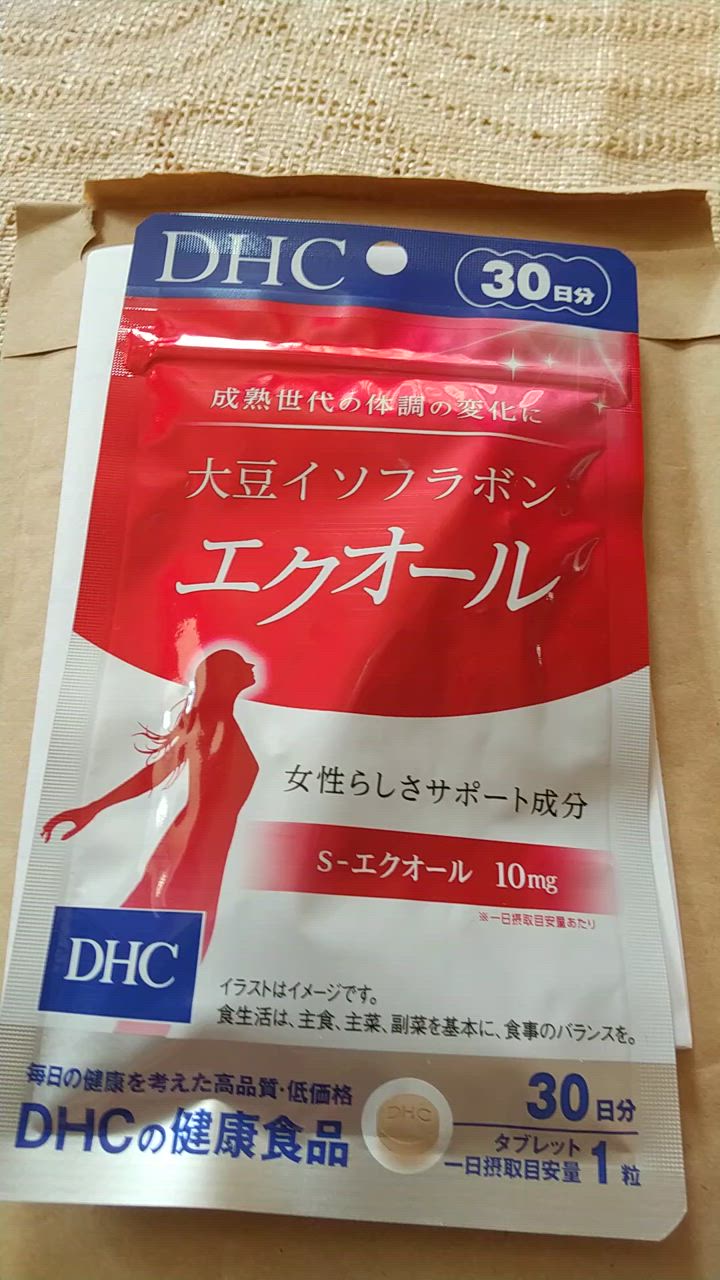 DHC
30日分
成熟世代の体調の変化に
大豆イソフラボン
エクオール
女性らしさサポート成分
S-エクオール 10mg
※一日摂取目安量あたり
DHC
イラストはイメージです。
食生活は、主食、主菜、副菜を基本に、食事のバランスを。
毎日の健康を考えた高品質・低価格
DHCの健康食品
DHC
30日分
タブレット
一日摂取目安量 1粒